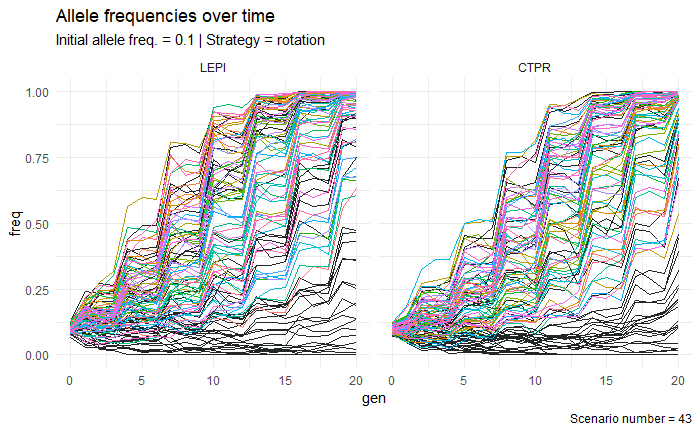 Allele frequencies over time
Initial allele freq. = 0.1 | Strategy = rotation
LEPI CTPR
1.00
0.75
0.50
0.25
0.00
freq
0 5 10 15 20 0 5 10 15 20
gen
Scenario number = 43